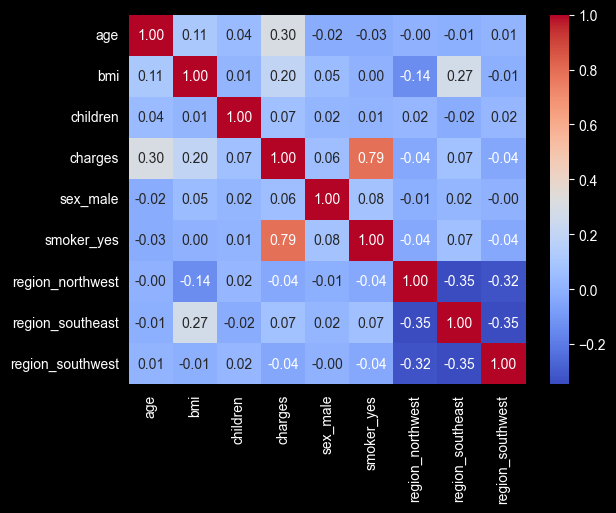 age 1.00 0.11 0.04 0.30 -0.02 -0.03 -0.00 -0.01 0.01
bmi 0.11 1.00 0.01 0.20 0.05 0.00 -0.14 0.27 -0.01
children 0.04 0.01 1.00 0.07 0.02 0.01 0.02 -0.02 0.02
charges 0.30 0.20 0.07 1.00 0.06 0.79 -0.04 0.07 -0.04
sex_male -0.02 0.05 0.02 0.06 1.00 0.08 -0.01 0.02 -0.00
smoker_yes -0.03 0.00 0.01 0.79 0.08 1.00 -0.04 0.07 -0.04
region_northwest -0.00 -0.14 0.02 -0.04 -0.01 -0.04 1.00 -0.35 -0.32
region_southeast -0.01 0.27 -0.02 0.07 0.02 0.07 -0.35 1.00 -0.35
region_southwest 0.01 -0.01 0.02 -0.04 -0.00 -0.04 -0.32 -0.35 1.00
age
bmi
children
charges
sex_male
smoker_yes
region_northwest
region_southeast
region_southwest
1.0
0.8
0.6
0.4
0.2
0.0
−0.2